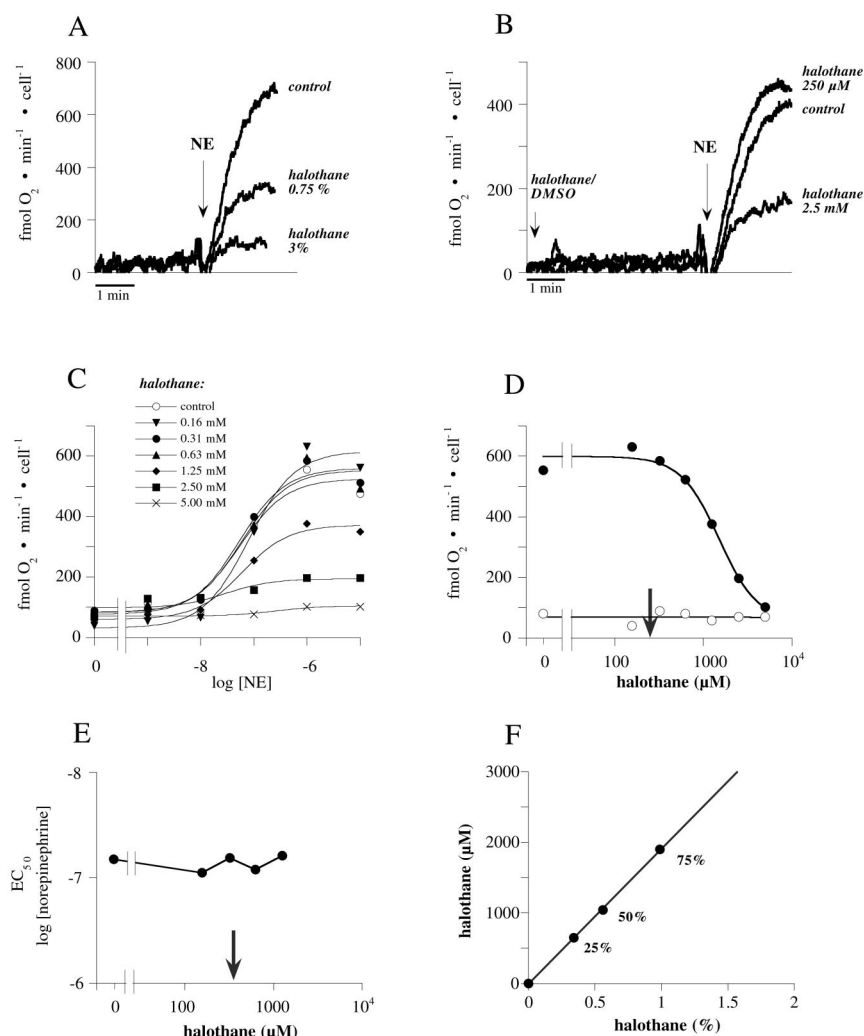 A
800
600
400
200
0
fmol O2 • min-1 • cell-1
NE
control
halothane
0.75 %
halothane
3%
1 min
B
400
200
0
fmol O2 • min-1 • cell-1
halothane/
DMSO
NE
halothane
250 µM
control
halothane
2.5 mM
1 min
C
halothane:
control
0.16 mM
0.31 mM
0.63 mM
1.25 mM
2.50 mM
5.00 mM
600
400
200
0
fmol O2 • min-1 • cell-1
0 -8 -6
log [NE]
D
600
400
200
0
fmol O2 • min-1 • cell-1
0 100 1000 10^4
halothane (µM)
E
-8
-7
-6
EC50
log [norepinephrine]
0 100 1000 10^4
halothane (µM)
F
3000
2000
1000
0
halothane (µM)
75%
50%
25%
0 0.5 1 1.5 2
halothane (%)